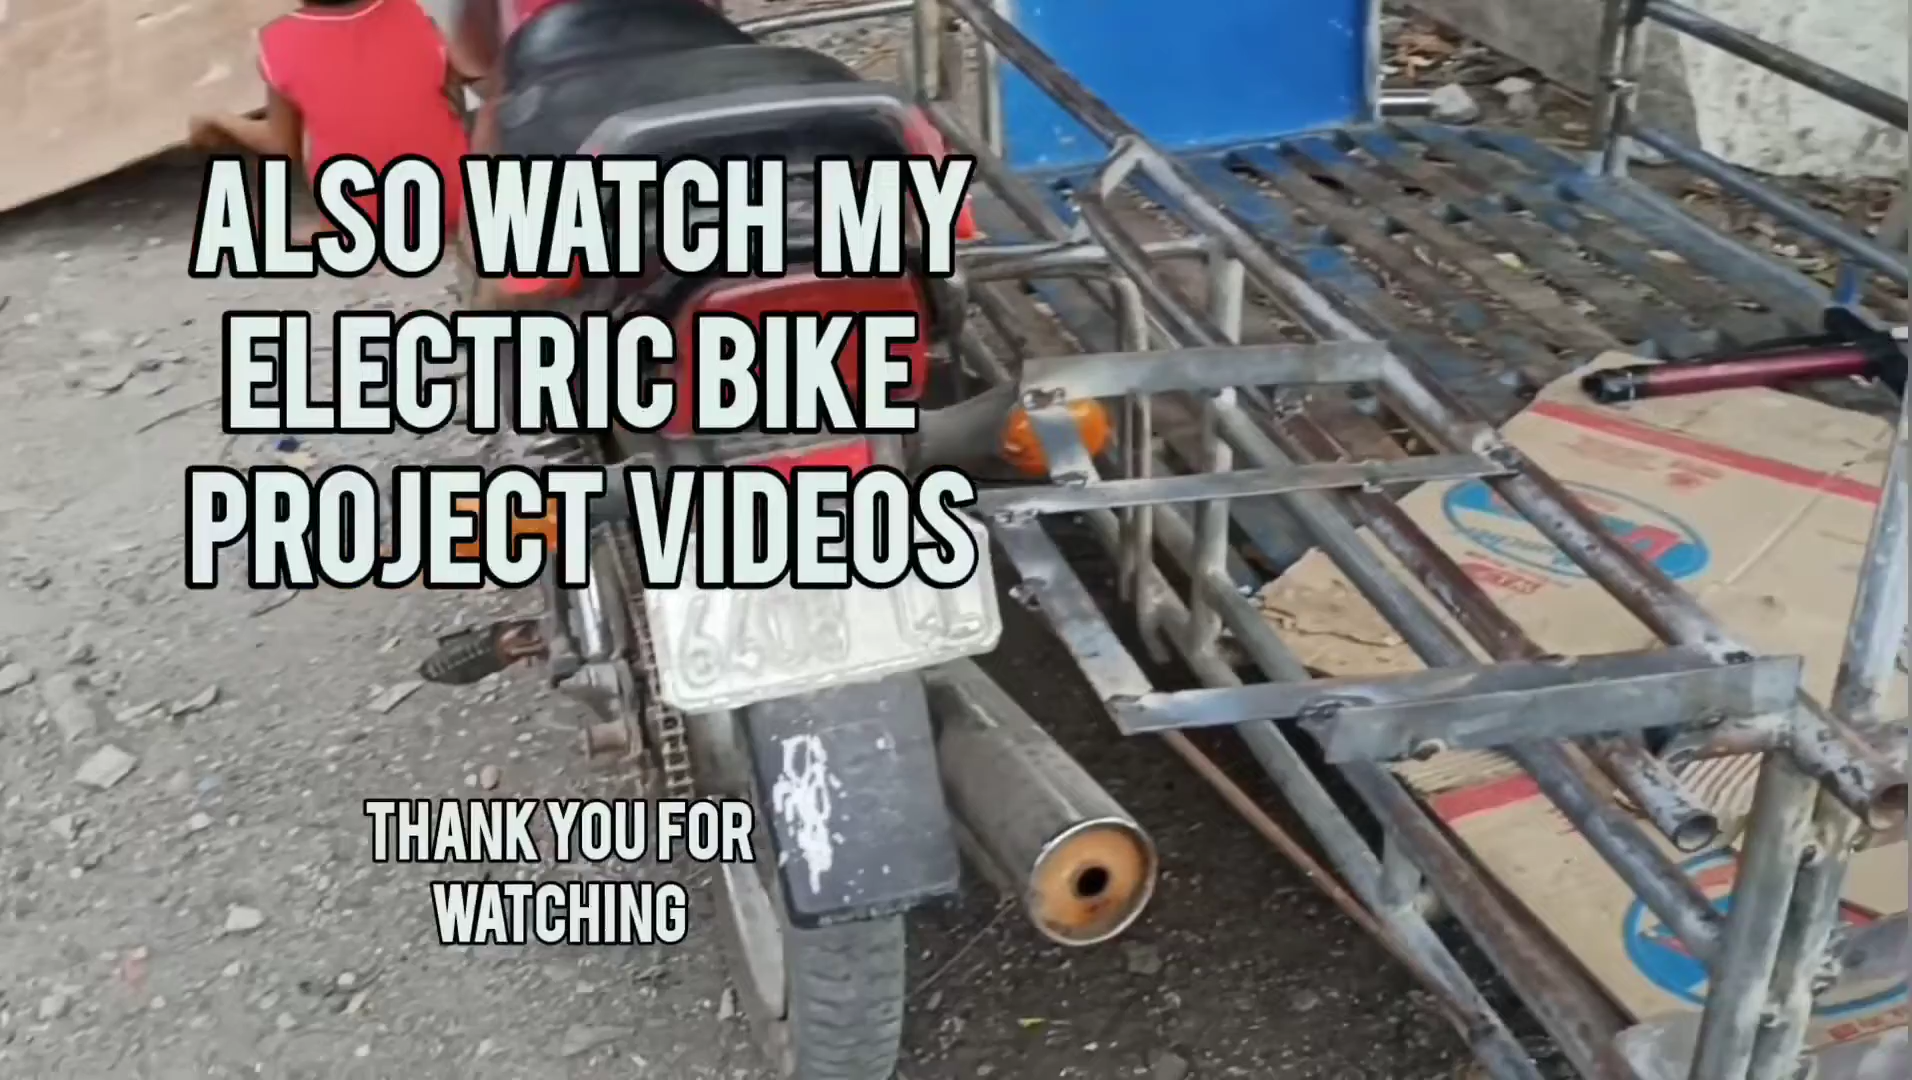 ALSO WATCH MY
ELECTRIC BIKE
PROJECT VIDEOS
THANK YOU FOR
WATCHING